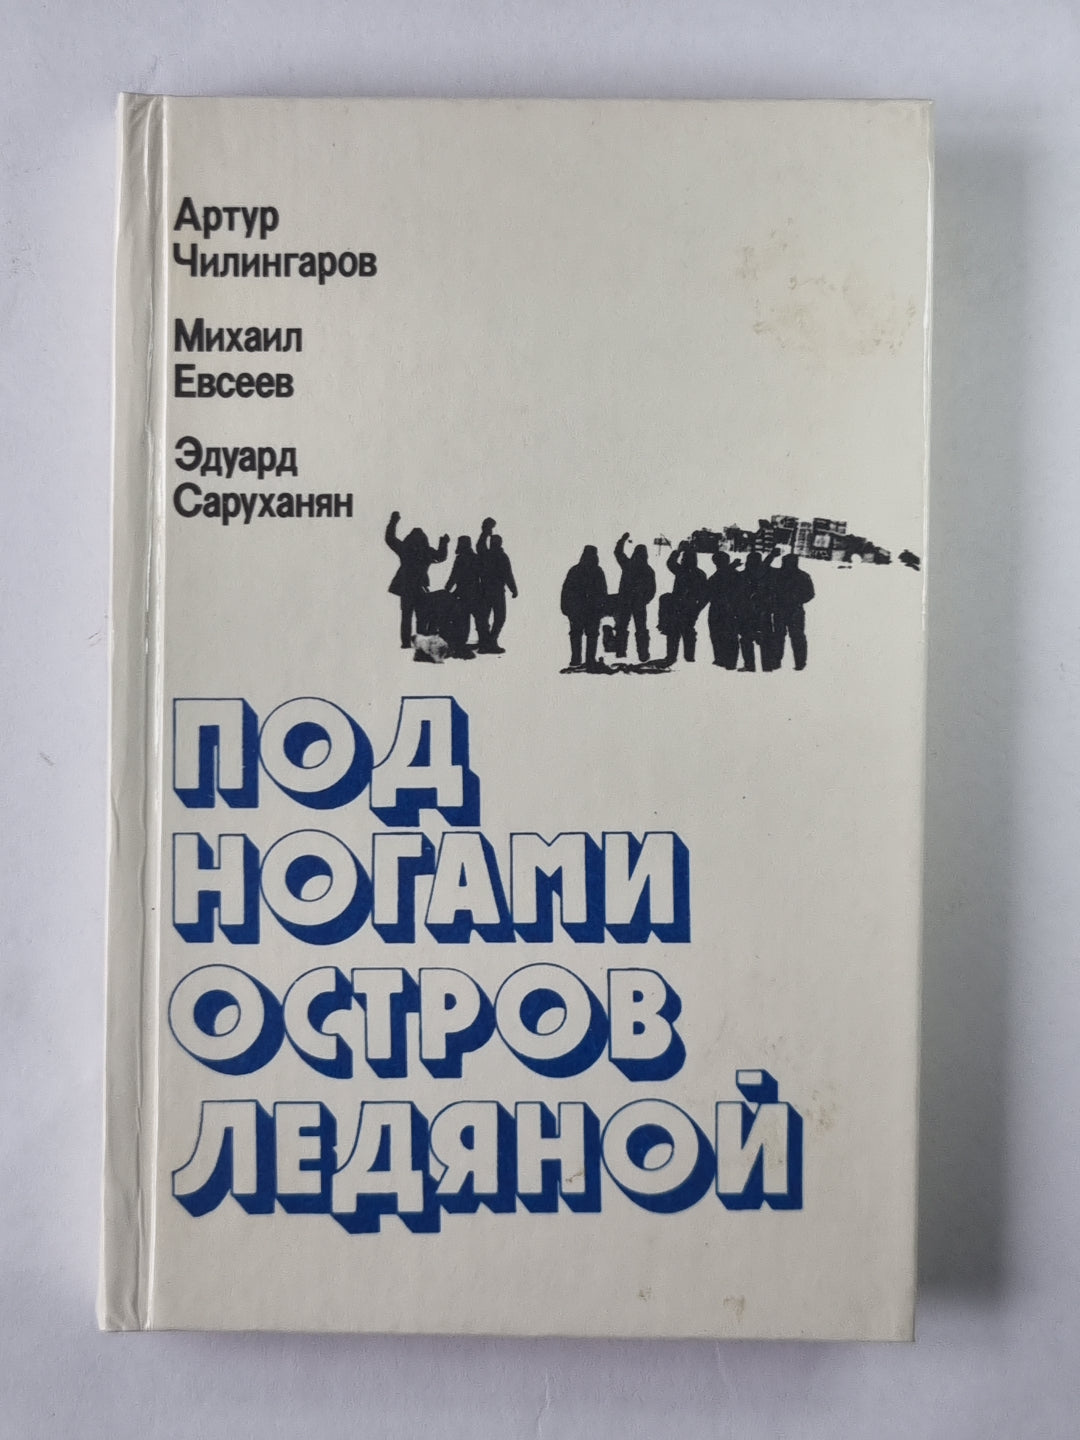 Артур
Чилингаров
Михаил
Евсеев
Эдуард
Саруханян
ПОД
НОГАМИ
ОСТРОВ
ЛЕДЯНОЙ